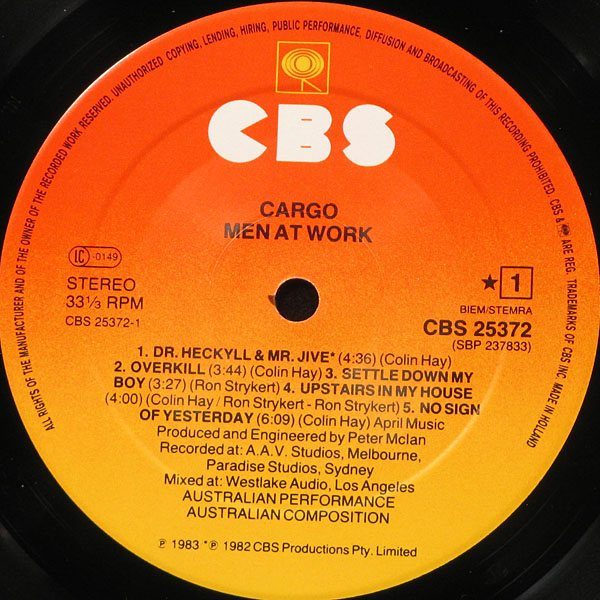 ALL RIGHTS OF THE MANUFACTURER AND OF THE OWNER OF THE RECORDED WORK RESERVED. UNAUTHORIZED COPYING, LENDING, HIRING, PUBLIC PERFORMANCE, DIFFUSION AND BROADCASTING OF THIS RECORDING PROHIBITED. CBS & ARE REG. TRADEMARKS OF CBS INC. MADE IN HOLLAND
CBS
CARGO
MEN AT WORK
IC -0149
STEREO
33⅓ RPM
CBS 25372-1
★ 1
BIEM/STEMRA
CBS 25372
(SBP 237833)
1. DR. HECKYLL & MR. JIVE* (4:36) (Colin Hay)
2. OVERKILL (3:44) (Colin Hay) 3. SETTLE DOWN MY
BOY (3:27) (Ron Strykert) 4. UPSTAIRS IN MY HOUSE
(4:00) (Colin Hay / Ron Strykert - Ron Strykert) 5. NO SIGN
OF YESTERDAY (6:09) (Colin Hay) April Music
Produced and Engineered by Peter McIan
Recorded at: A.A.V. Studios, Melbourne,
Paradise Studios, Sydney
Mixed at: Westlake Audio, Los Angeles
AUSTRALIAN PERFORMANCE
AUSTRALIAN COMPOSITION
℗ 1983 *℗ 1982 CBS Productions Pty. Limited